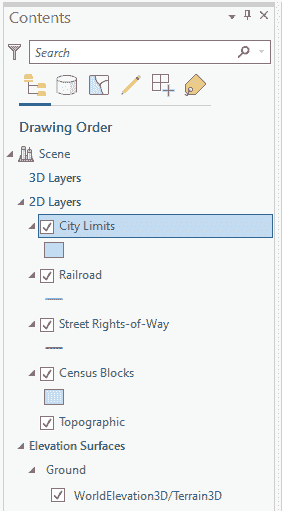 Contents
Search
Drawing Order
Scene
3D Layers
2D Layers
City Limits
Railroad
Street Rights-of-Way
Census Blocks
Topographic
Elevation Surfaces
Ground
WorldElevation3D/Terrain3D